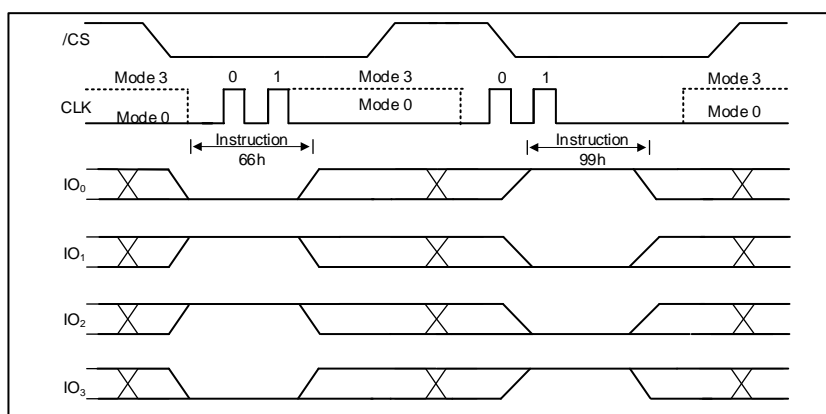 /CS
Mode 3 0 1 Mode 3 0 1 Mode 3
CLK Mode 0 Mode 0 Mode 0
Instruction Instruction
66h 99h
IO0
IO1
IO2
IO3